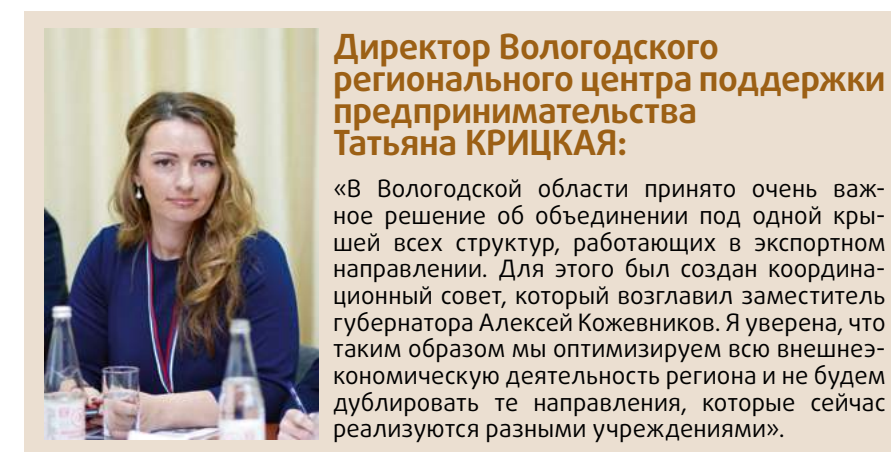 Директор Вологодского
регионального центра поддержки
предпринимательства
Татьяна КРИЦКАЯ:
«В Вологодской области принято очень важ-
ное решение об объединении под одной кры-
шей всех структур, работающих в экспортном
направлении. Для этого был создан координа-
ционный совет, который возглавил заместитель
губернатора Алексей Кожевников. Я уверена, что
таким образом мы оптимизируем всю внешнеэ-
кономическую деятельность региона и не будем
дублировать те направления, которые сейчас
реализуются разными учреждениями».